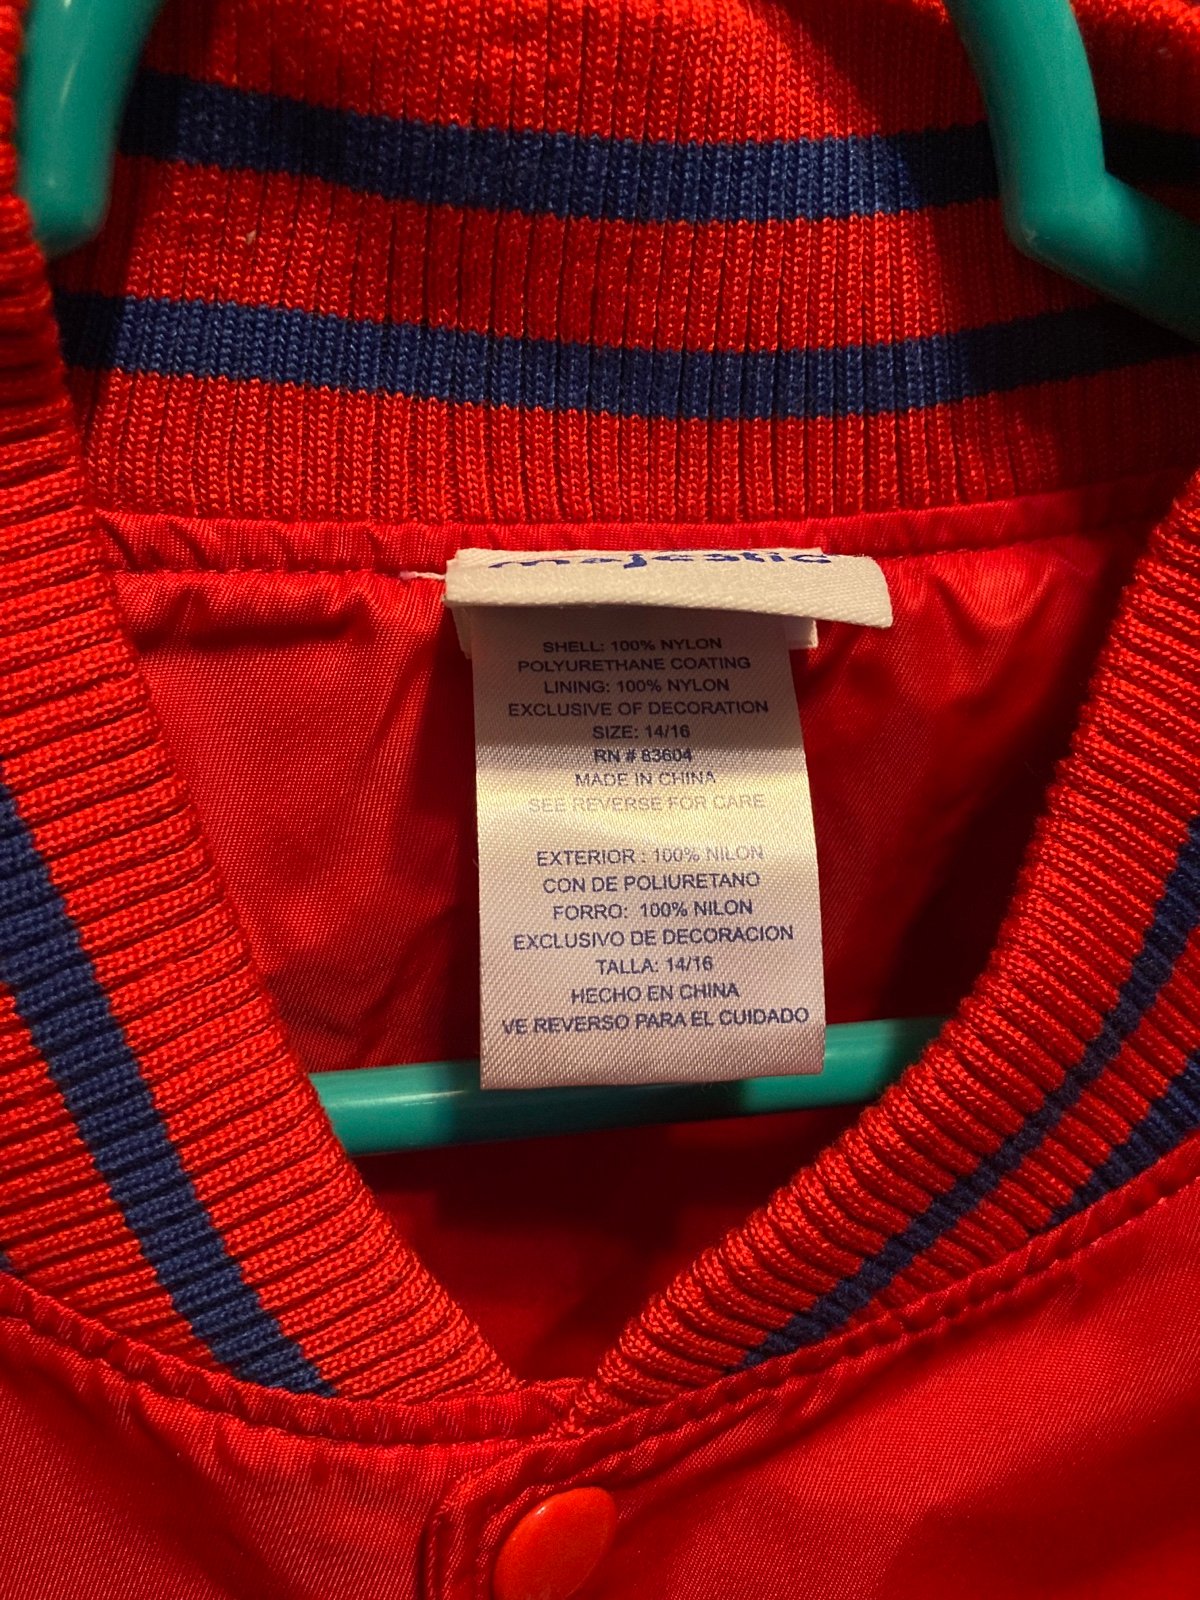 majestic
SHELL: 100% NYLON
POLYURETHANE COATING
LINING: 100% NYLON
EXCLUSIVE OF DECORATION
SIZE: 14/16
RN # 83604
MADE IN CHINA
SEE REVERSE FOR CARE
EXTERIOR : 100% NILON
CON DE POLIURETANO
FORRO: 100% NILON
EXCLUSIVO DE DECORACION
TALLA: 14/16
HECHO EN CHINA
VE REVERSO PARA EL CUIDADO